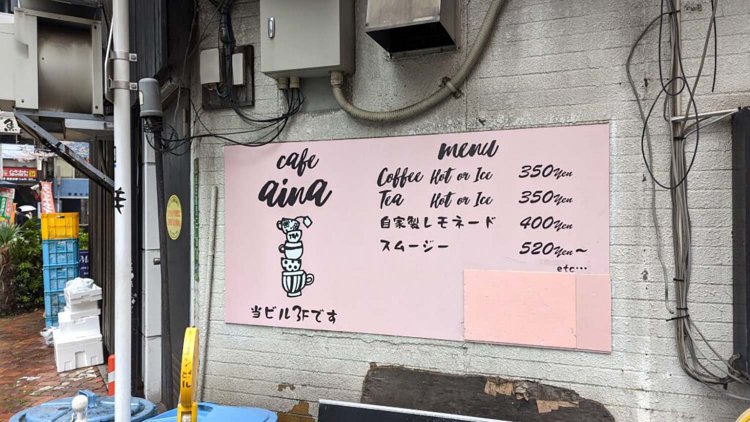 cafe
aina
当ビル3Fです
menu
Coffee Hot or Ice 350Yen
Tea Hot or Ice 350Yen
自家製レモネード 400Yen
スムージー 520Yen～
etc…